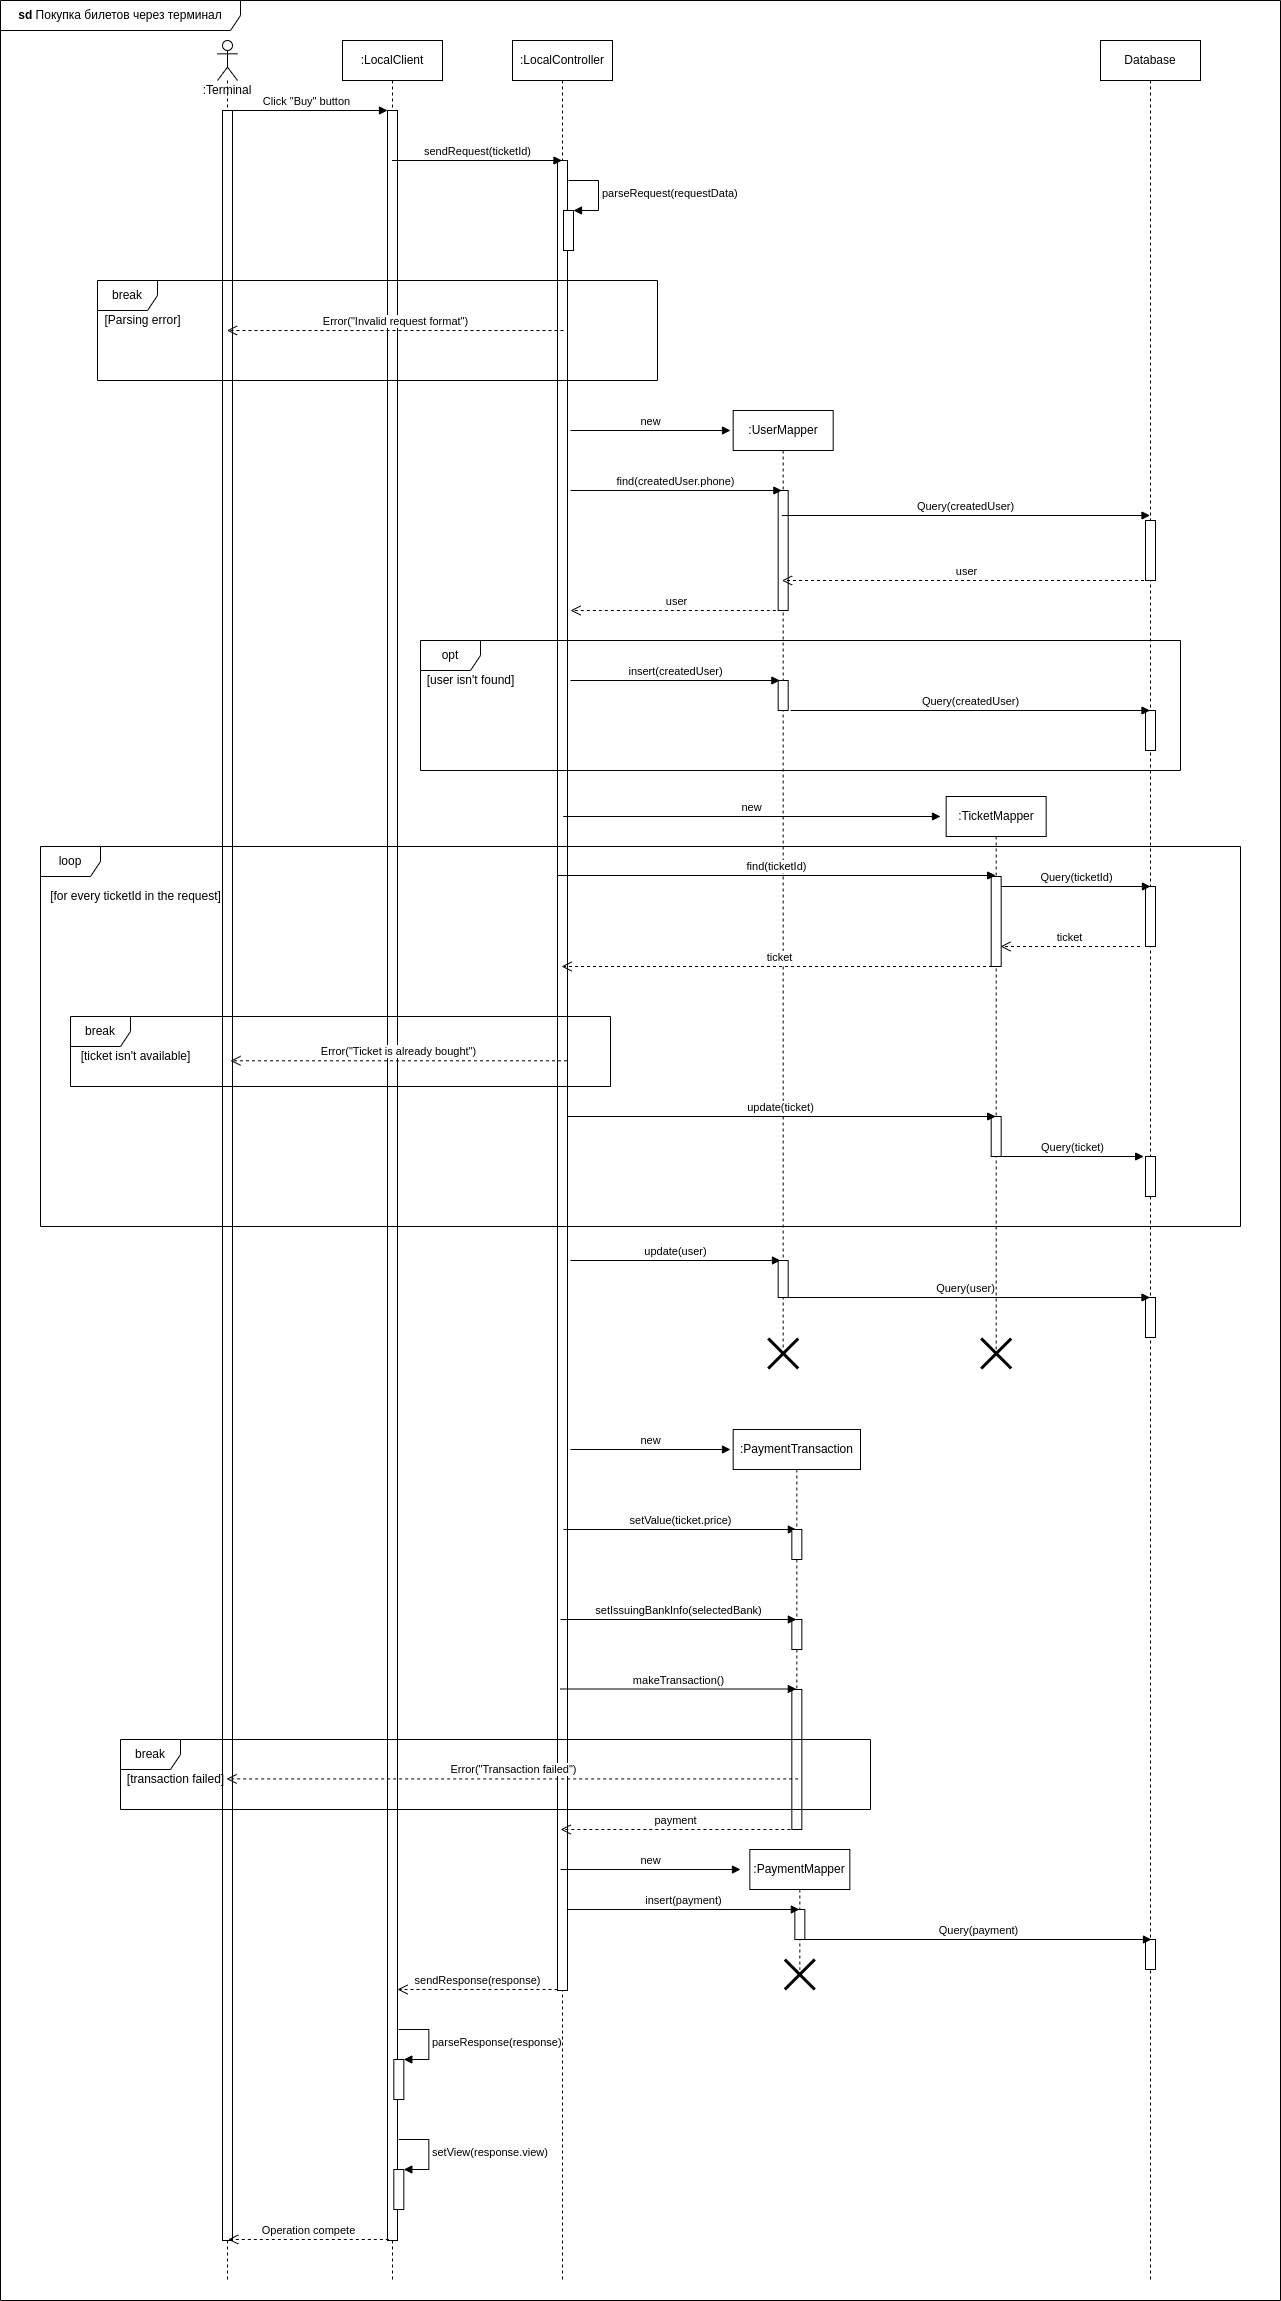 sd Покупка билетов через терминал
:Terminal
:LocalClient
:LocalController
Database
Click "Buy" button
sendRequest(ticketId)
parseRequest(requestData)
break
[Parsing error]
Error("Invalid request format")
new
:UserMapper
find(createdUser.phone)
Query(createdUser)
user
user
opt
[user isn't found]
insert(createdUser)
Query(createdUser)
new
:TicketMapper
loop
[for every ticketId in the request]
find(ticketId)
Query(ticketId)
ticket
ticket
break
[ticket isn't available]
Error("Ticket is already bought")
update(ticket)
Query(ticket)
update(user)
Query(user)
new
:PaymentTransaction
setValue(ticket.price)
setIssuingBankInfo(selectedBank)
makeTransaction()
break
[transaction failed]
Error("Transaction failed")
payment
new
:PaymentMapper
insert(payment)
Query(payment)
sendResponse(response)
parseResponse(response)
setView(response.view)
Operation compete